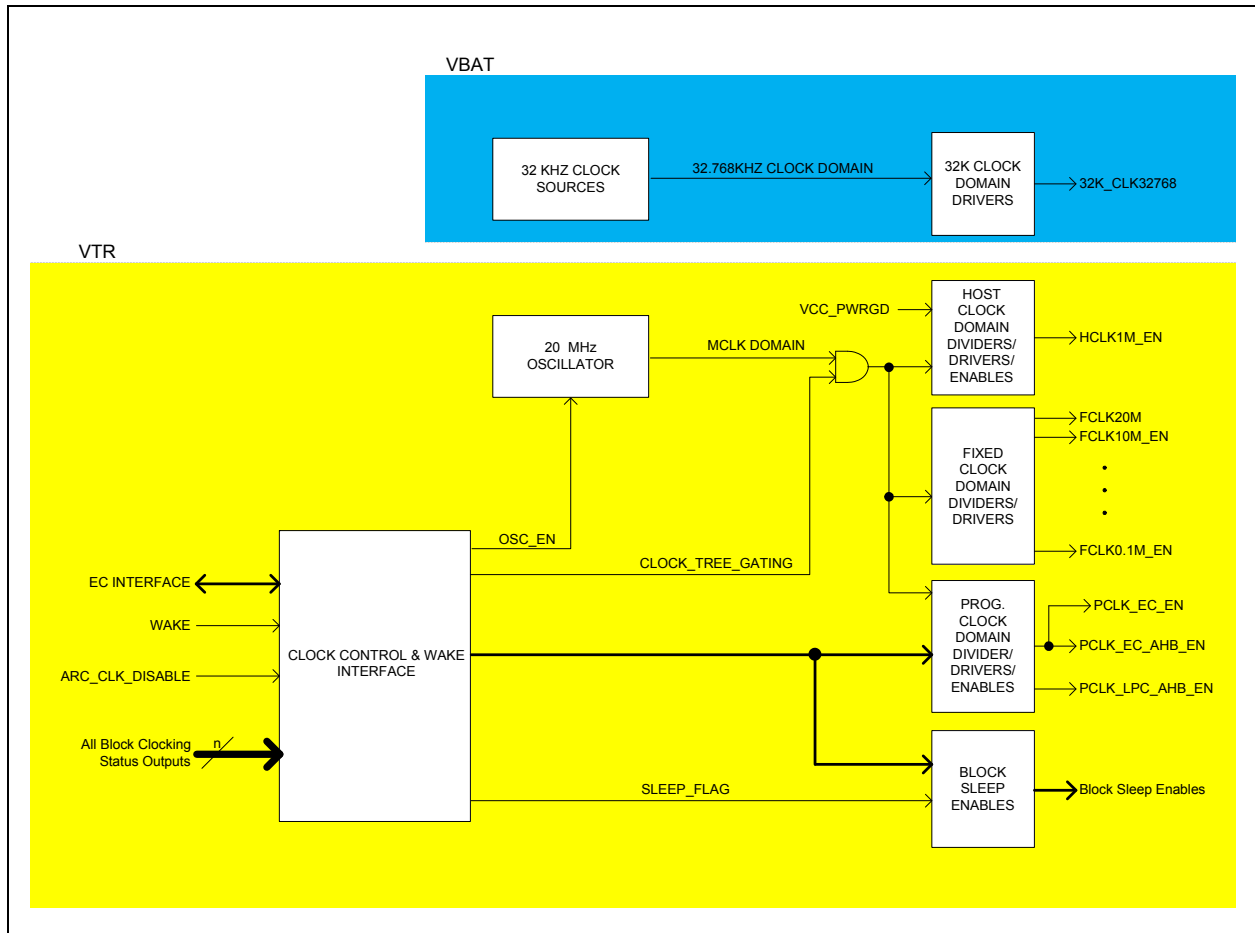 VBAT
32 KHZ CLOCK
SOURCES
32.768KHZ CLOCK DOMAIN
32K CLOCK
DOMAIN
DRIVERS
32K_CLK32768
VTR
20 MHz
OSCILLATOR
MCLK DOMAIN
VCC_PWRGD
HOST
CLOCK
DOMAIN
DIVIDERS/
DRIVERS/
ENABLES
HCLK1M_EN
FIXED
CLOCK
DOMAIN
DIVIDERS/
DRIVERS
FCLK20M
FCLK10M_EN
FCLK0.1M_EN
OSC_EN
CLOCK_TREE_GATING
EC INTERFACE
WAKE
ARC_CLK_DISABLE
All Block Clocking
Status Outputs
n
CLOCK CONTROL & WAKE
INTERFACE
PROG.
CLOCK
DOMAIN
DIVIDER/
DRIVERS/
ENABLES
PCLK_EC_EN
PCLK_EC_AHB_EN
PCLK_LPC_AHB_EN
SLEEP_FLAG
BLOCK
SLEEP
ENABLES
Block Sleep Enables